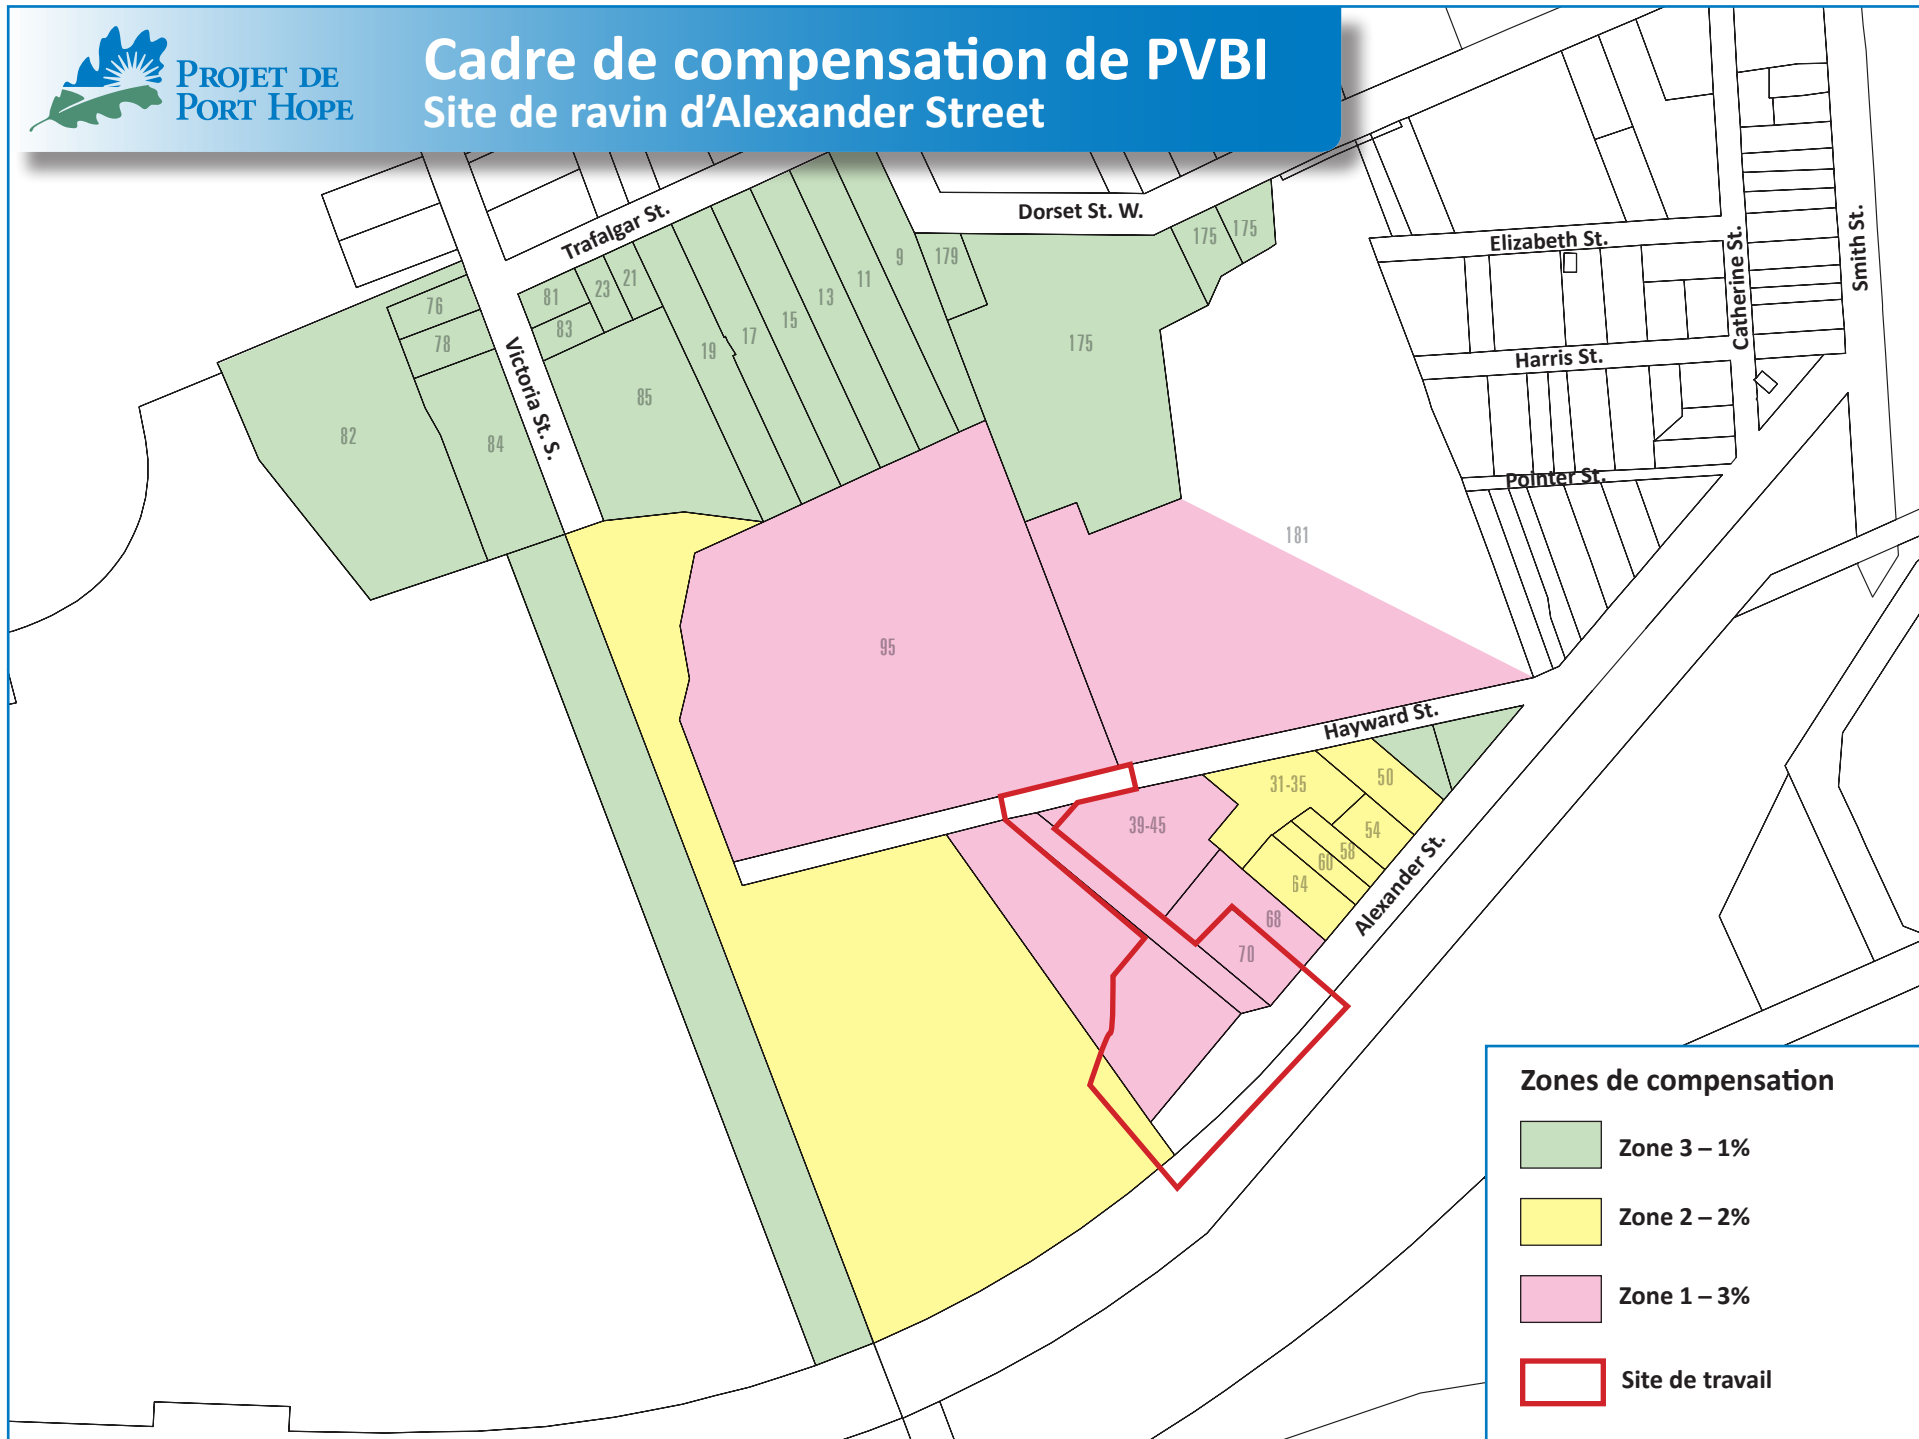 PROJET DE
PORT HOPE
Cadre de compensation de PVBI
Site de ravin d'Alexander Street
Trafalgar St.
Dorset St. W.
Elizabeth St.
Catherine St.
Smith St.
Harris St.
Pointer St.
Victoria St. S.
Hayward St.
Alexander St.
76
78
82
84
81
83
23
21
85
19
17
15
13
11
9
179
175
175
175
181
95
31-35
50
39-45
54
58
60
64
68
70
Zones de compensation
Zone 3 – 1%
Zone 2 – 2%
Zone 1 – 3%
Site de travail